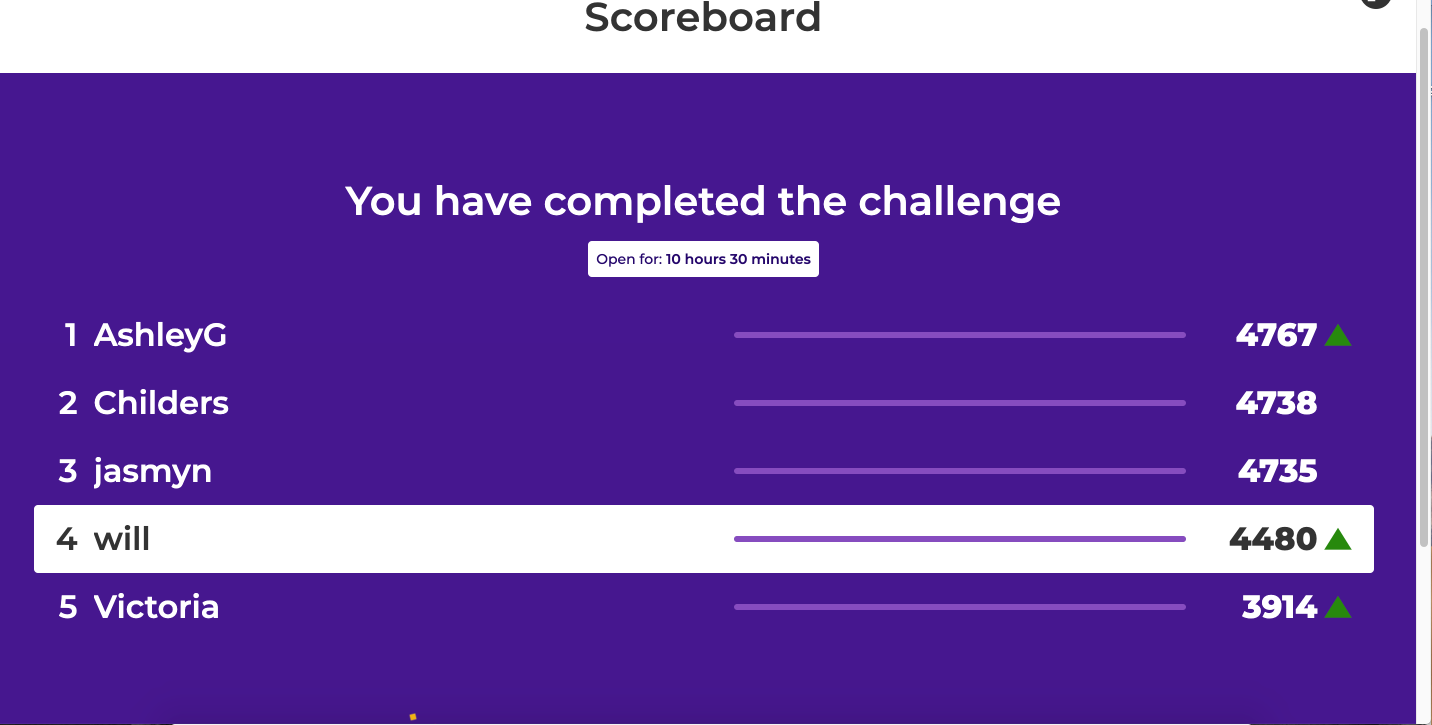 Scoreboard
You have completed the challenge
Open for: 10 hours 30 minutes
1 AshleyG 4767
2 Childers 4738
3 jasmyn 4735
4 will 4480
5 Victoria 3914